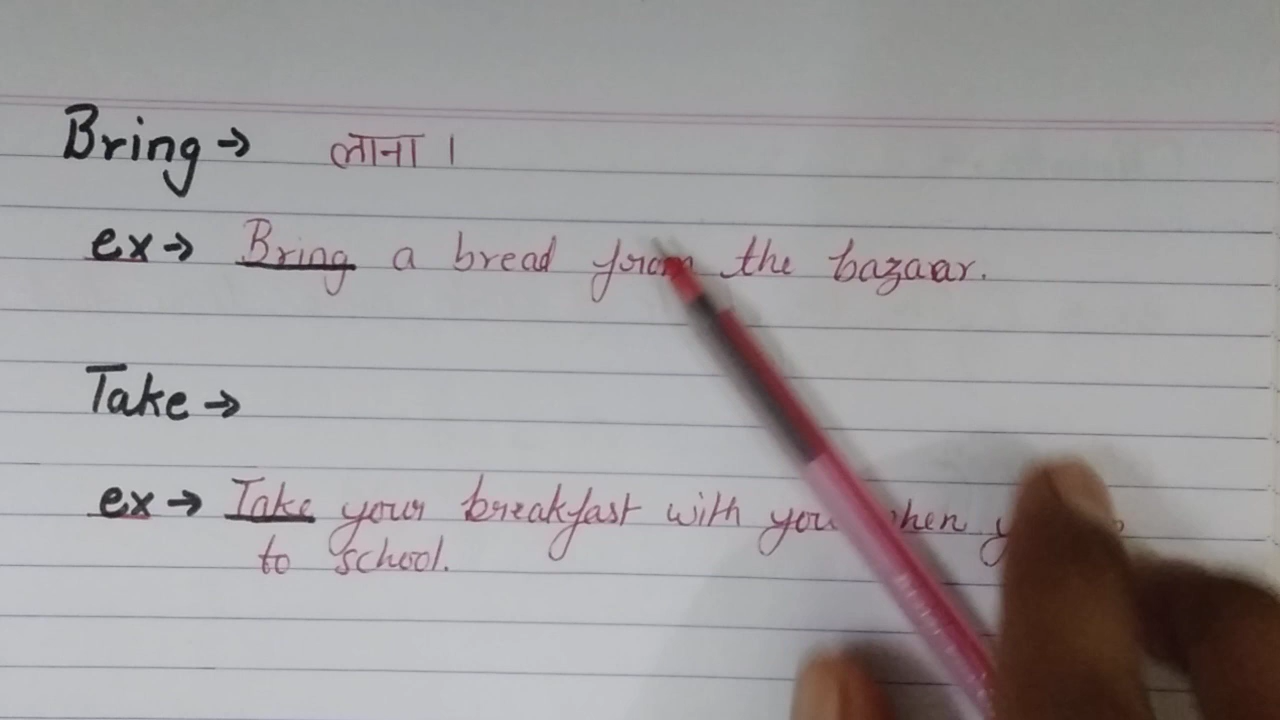 Bring → लाना ।
ex → Bring a bread from the bazaar.
Take →
ex → Take your breakfast with you
to school.